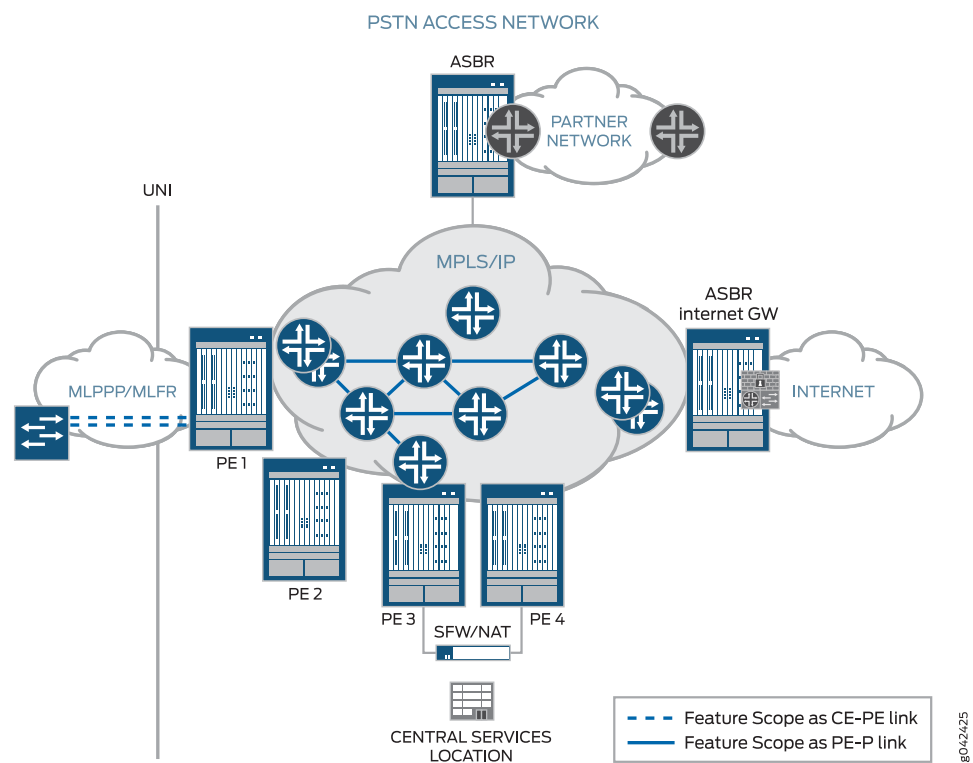 PSTN ACCESS NETWORK
ASBR
PARTNER
NETWORK
UNI
MPLS/IP
ASBR
internet GW
MLPPP/MLFR
INTERNET
PE 1
PE 2
PE 3
PE 4
SFW/NAT
CENTRAL SERVICES
LOCATION
Feature Scope as CE-PE link
Feature Scope as PE-P link
g042425